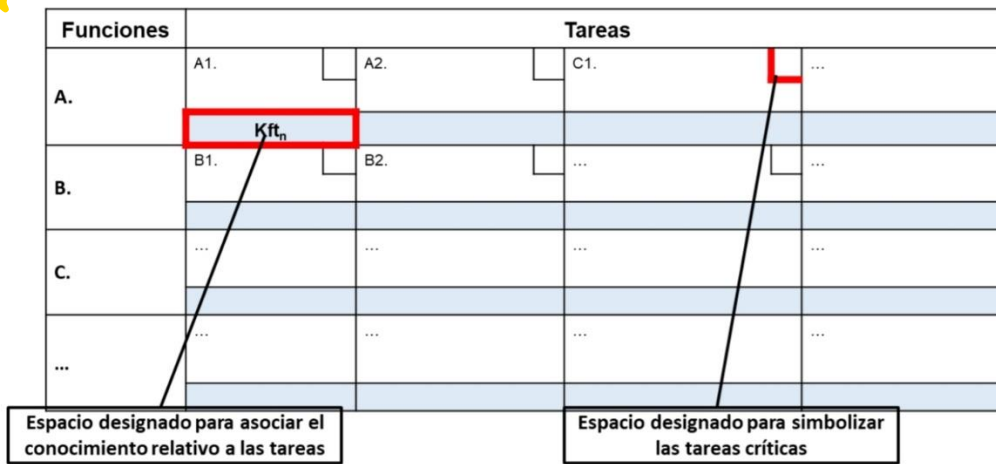 Funciones Tareas
A. A1. A2. C1. ...
Kftₙ
B. B1. B2. ... ...
C. ... ... ... ...
... ... ... ... ...
Espacio designado para asociar el
conocimiento relativo a las tareas
Espacio designado para simbolizar
las tareas críticas